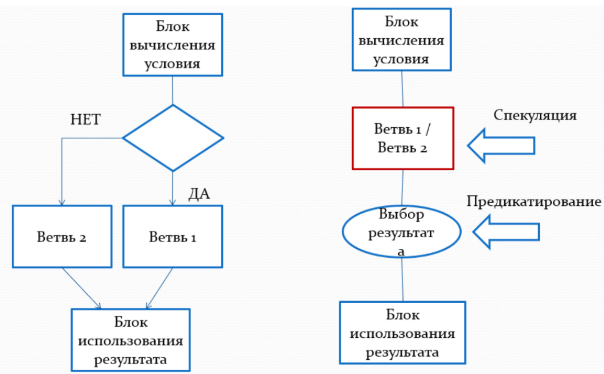 Блок
вычисления
условия
НЕТ
ДА
Ветвь 2
Ветвь 1
Блок
использования
результата
Блок
вычисления
условия
Ветвь 1 /
Ветвь 2
Спекуляция
Выбор
результат
а
Предикатирование
Блок
использования
результата